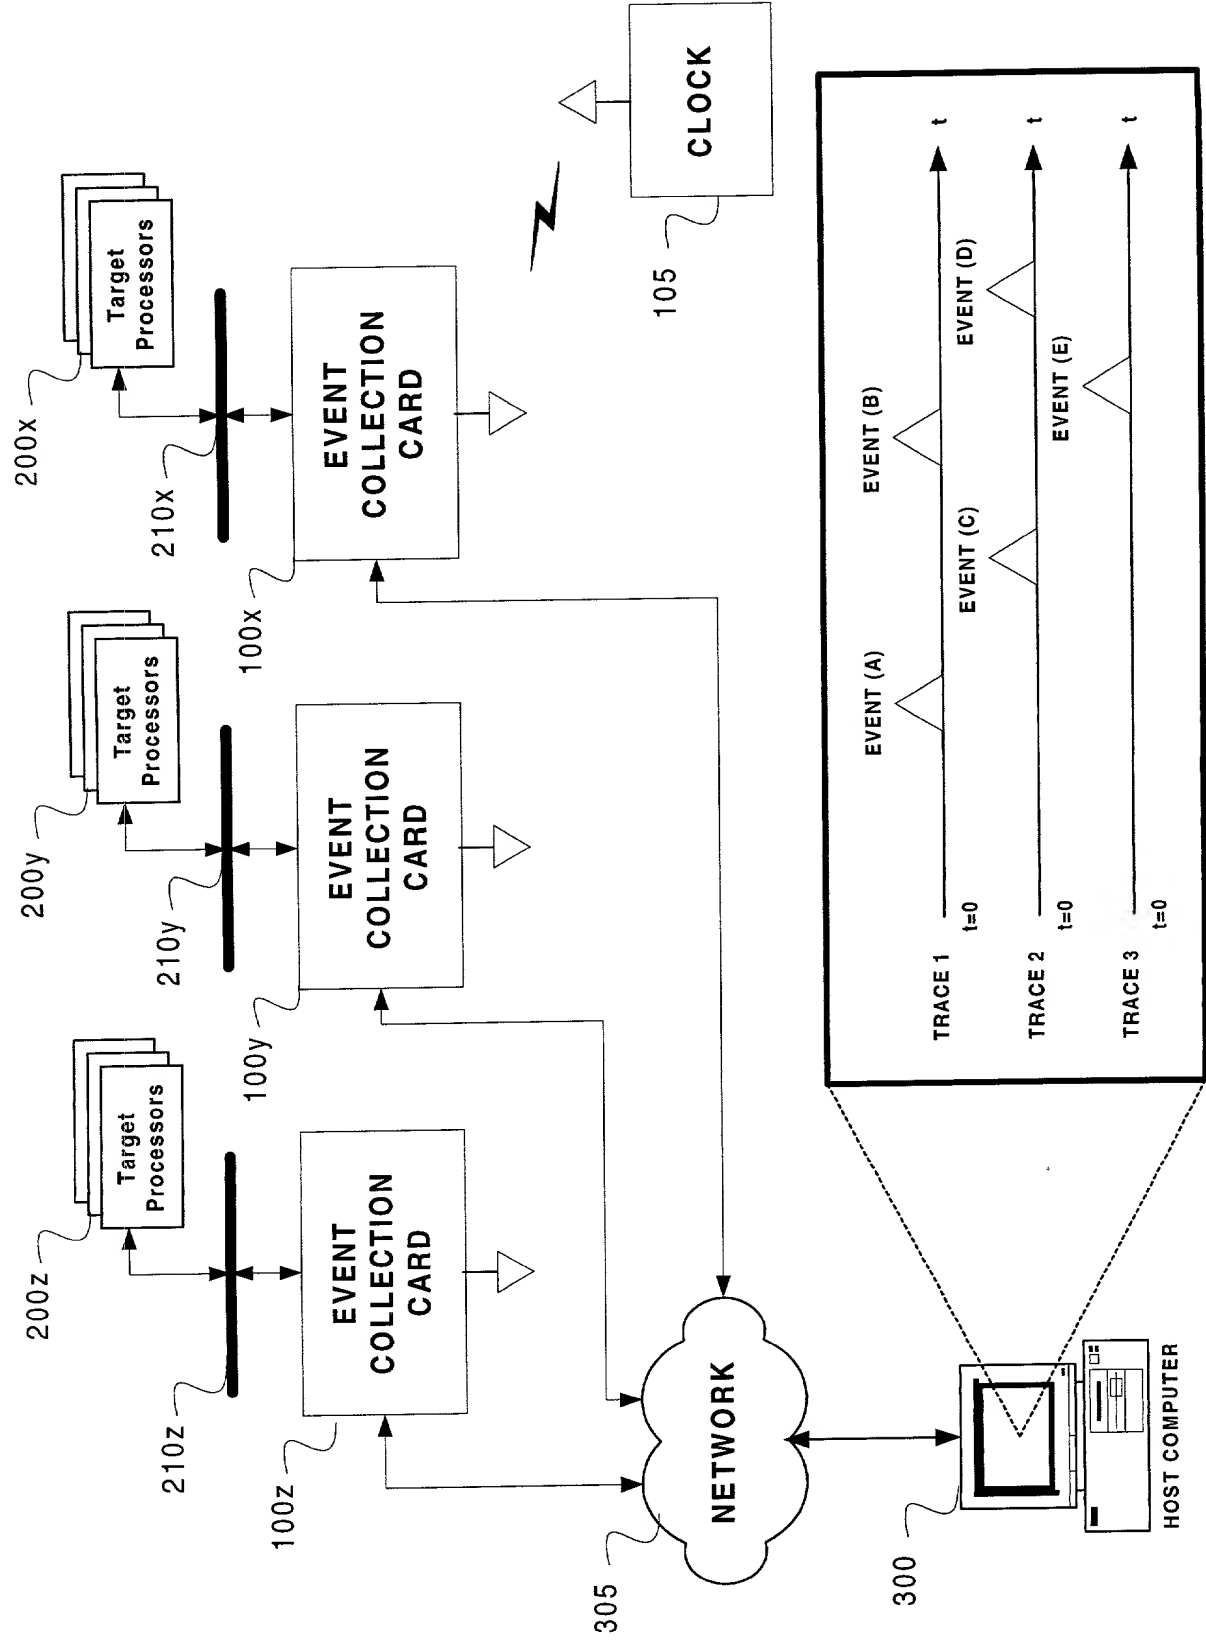 200z
Target
Processors
200y
Target
Processors
200x
Target
Processors
210z
210y
210x
100z
EVENT
COLLECTION
CARD
100y
EVENT
COLLECTION
CARD
100x
EVENT
COLLECTION
CARD
105
CLOCK
305
NETWORK
300
HOST COMPUTER
EVENT (A)
EVENT (B)
TRACE 1
t=0
t
EVENT (C)
EVENT (D)
TRACE 2
t=0
t
EVENT (E)
TRACE 3
t=0
t